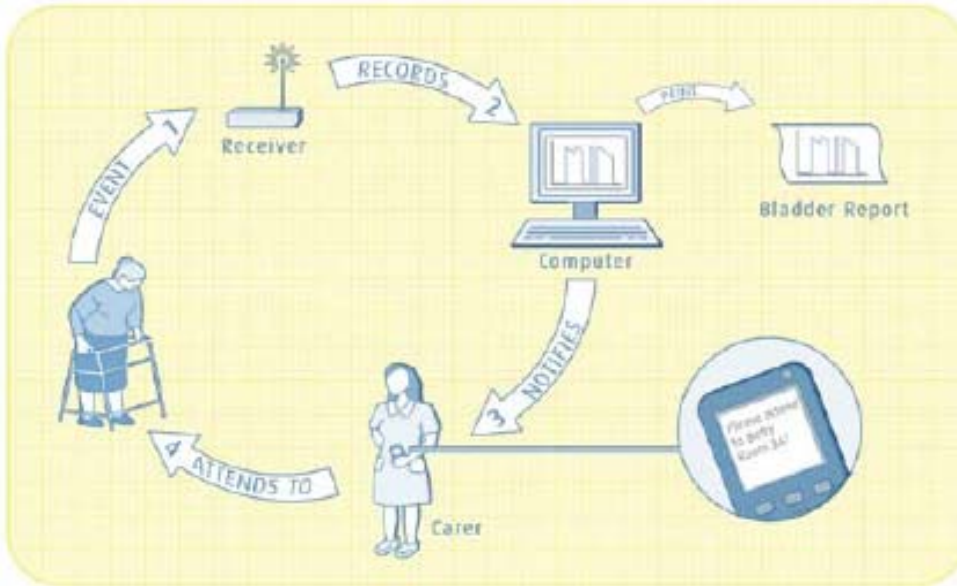 EVENT 1
Receiver
RECORDS 2
Computer
PRINT
Bladder Report
NOTIFIES
3
Carer
Please Attend
to Betty
Room 3A!
4 ATTENDS TO